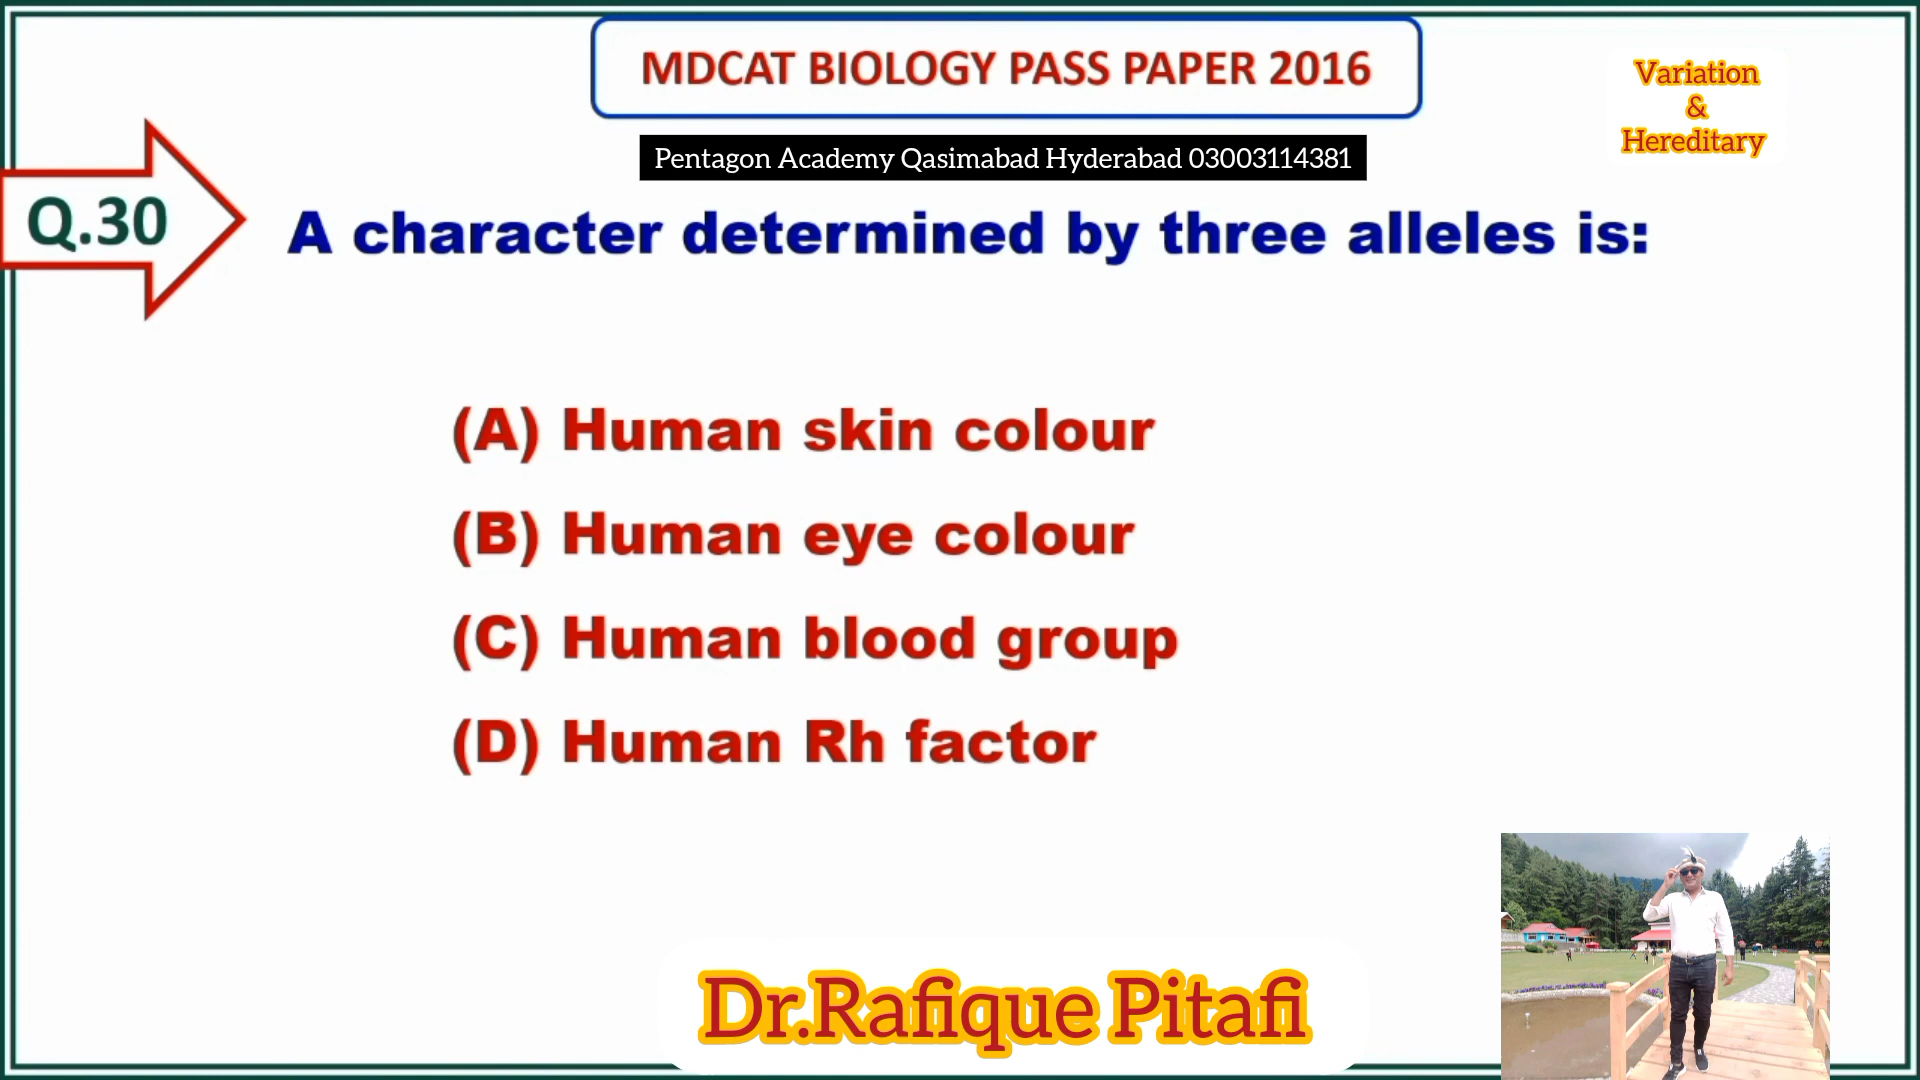 MDCAT BIOLOGY PASS PAPER 2016
Variation
&
Hereditary
Pentagon Academy Qasimabad Hyderabad 03003114381
Q.30
A character determined by three alleles is:
(A) Human skin colour
(B) Human eye colour
(C) Human blood group
(D) Human Rh factor
Dr.Rafique Pitafi